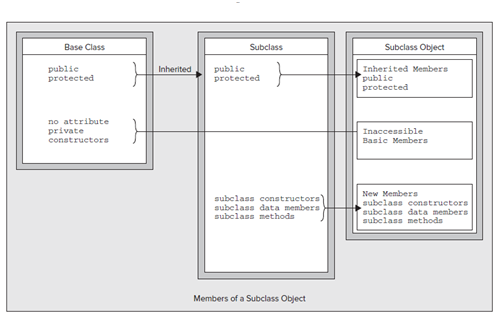 Base Class
public
protected
no attribute
private
constructors
Inherited
Subclass
public
protected
subclass constructors
subclass data members
subclass methods
Subclass Object
Inherited Members
public
protected
Inaccessible
Basic Members
New Members
subclass constructors
subclass data members
subclass methods
Members of a Subclass Object